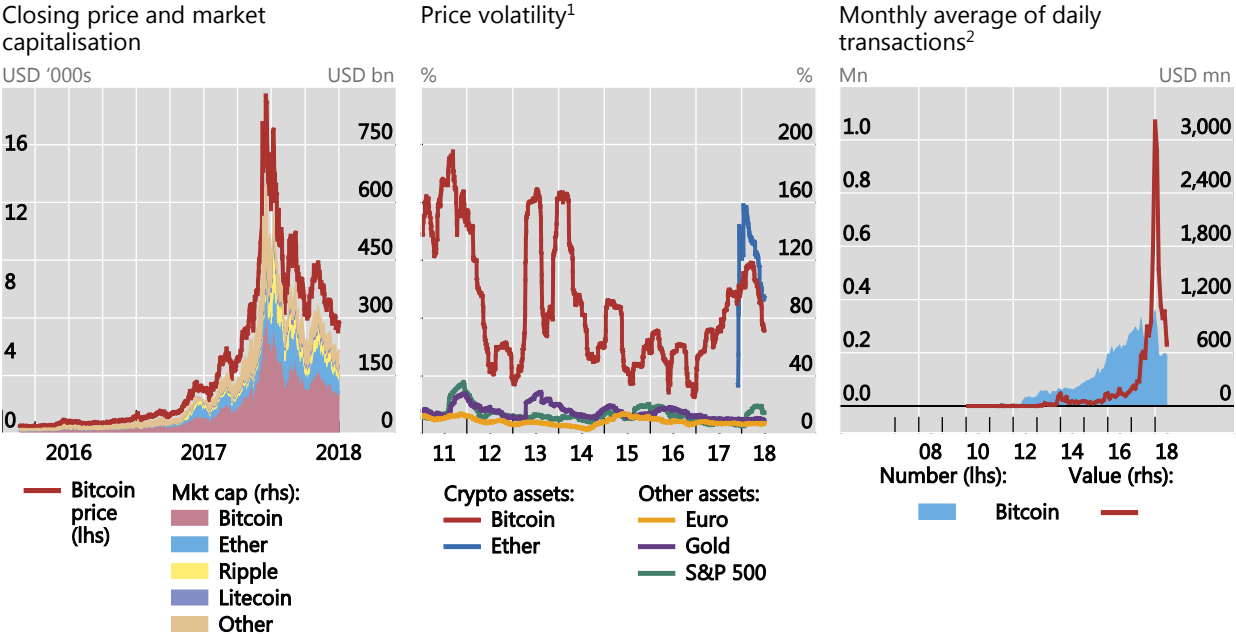 Closing price and market
capitalisation
USD ‘000s
USD bn
16
12
8
4
0
750
600
450
300
150
0
2016
2017
2018
Bitcoin
price
(lhs)
Mkt cap (rhs):
Bitcoin
Ether
Ripple
Litecoin
Other
Price volatility¹
%
%
200
160
120
80
40
0
11
12
13
14
15
16
17
18
Crypto assets:
Bitcoin
Ether
Other assets:
Euro
Gold
S&P 500
Monthly average of daily
transactions²
Mn
USD mn
1.0
0.8
0.6
0.4
0.2
0.0
3,000
2,400
1,800
1,200
600
0
08
10
12
14
16
18
Number (lhs):
Value (rhs):
Bitcoin